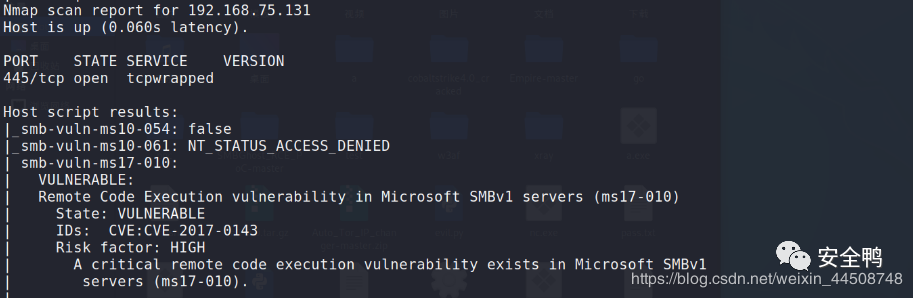 Nmap scan report for 192.168.75.131
Host is up (0.060s latency).
PORT    STATE SERVICE    VERSION
445/tcp open  tcpwrapped
Host script results:
|_smb-vuln-ms10-054: false
|_smb-vuln-ms10-061: NT_STATUS_ACCESS_DENIED
| smb-vuln-ms17-010:
|   VULNERABLE:
|   Remote Code Execution vulnerability in Microsoft SMBv1 servers (ms17-010)
|     State: VULNERABLE
|     IDs:  CVE:CVE-2017-0143
|     Risk factor: HIGH
|       A critical remote code execution vulnerability exists in Microsoft SMBv1
|        servers (ms17-010).
安全鸭
https://blog.csdn.net/weixin_44508748